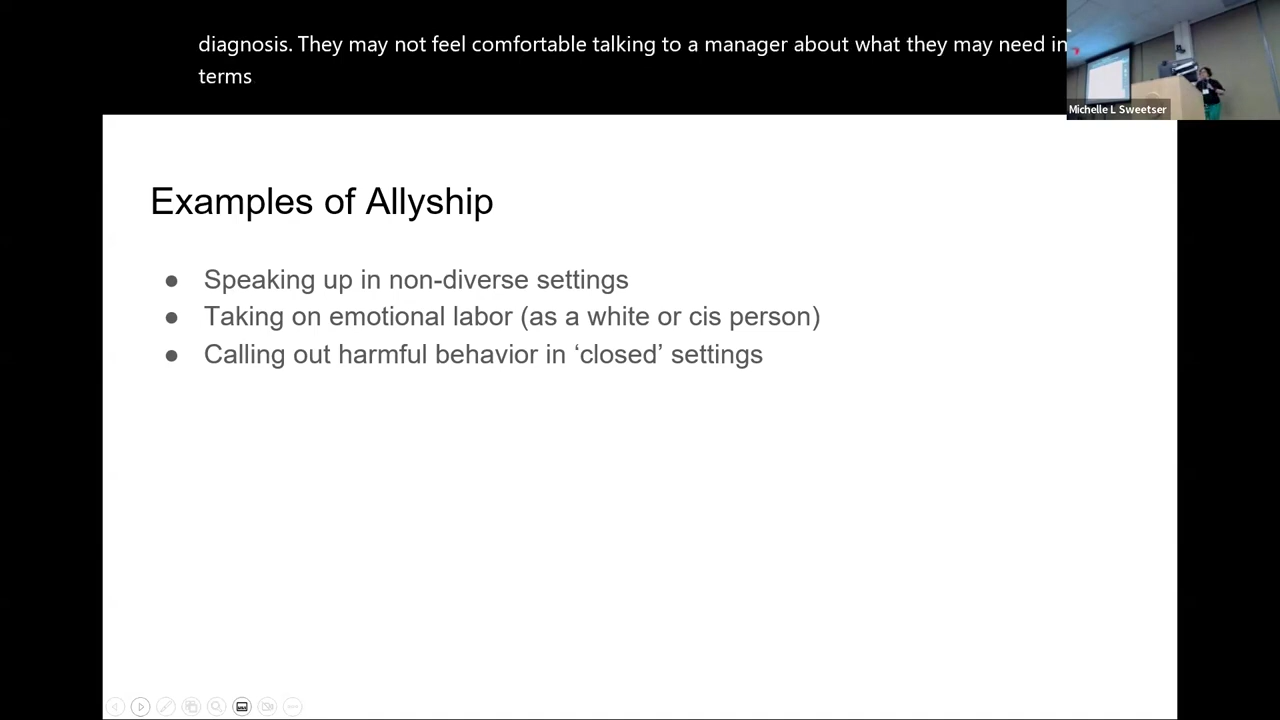 diagnosis. They may not feel comfortable talking to a manager about what they may need in
terms
Michelle L Sweetser
Examples of Allyship
● Speaking up in non-diverse settings
● Taking on emotional labor (as a white or cis person)
● Calling out harmful behavior in ‘closed’ settings